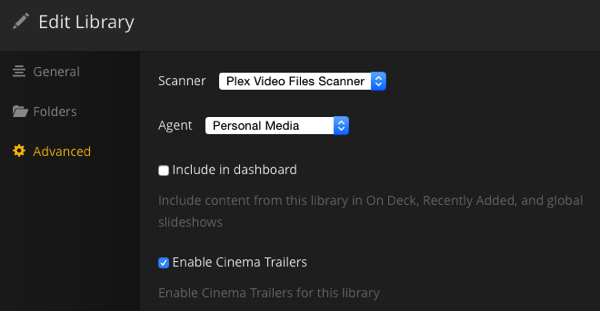 Edit Library
General
Folders
Advanced
Scanner Plex Video Files Scanner
Agent Personal Media
Include in dashboard
Include content from this library in On Deck, Recently Added, and global
slideshows
Enable Cinema Trailers
Enable Cinema Trailers for this library